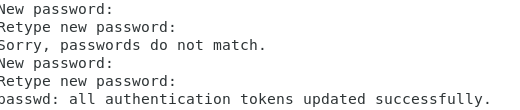 New password:
Retype new password:
Sorry, passwords do not match.
New password:
Retype new password:
passwd: all authentication tokens updated successfully.